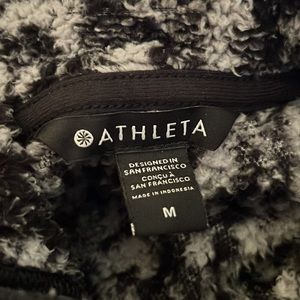 ATHLETA
DESIGNED IN
SAN FRANCISCO
CONÇU À
SAN FRANCISCO
MADE IN INDONESIA
M